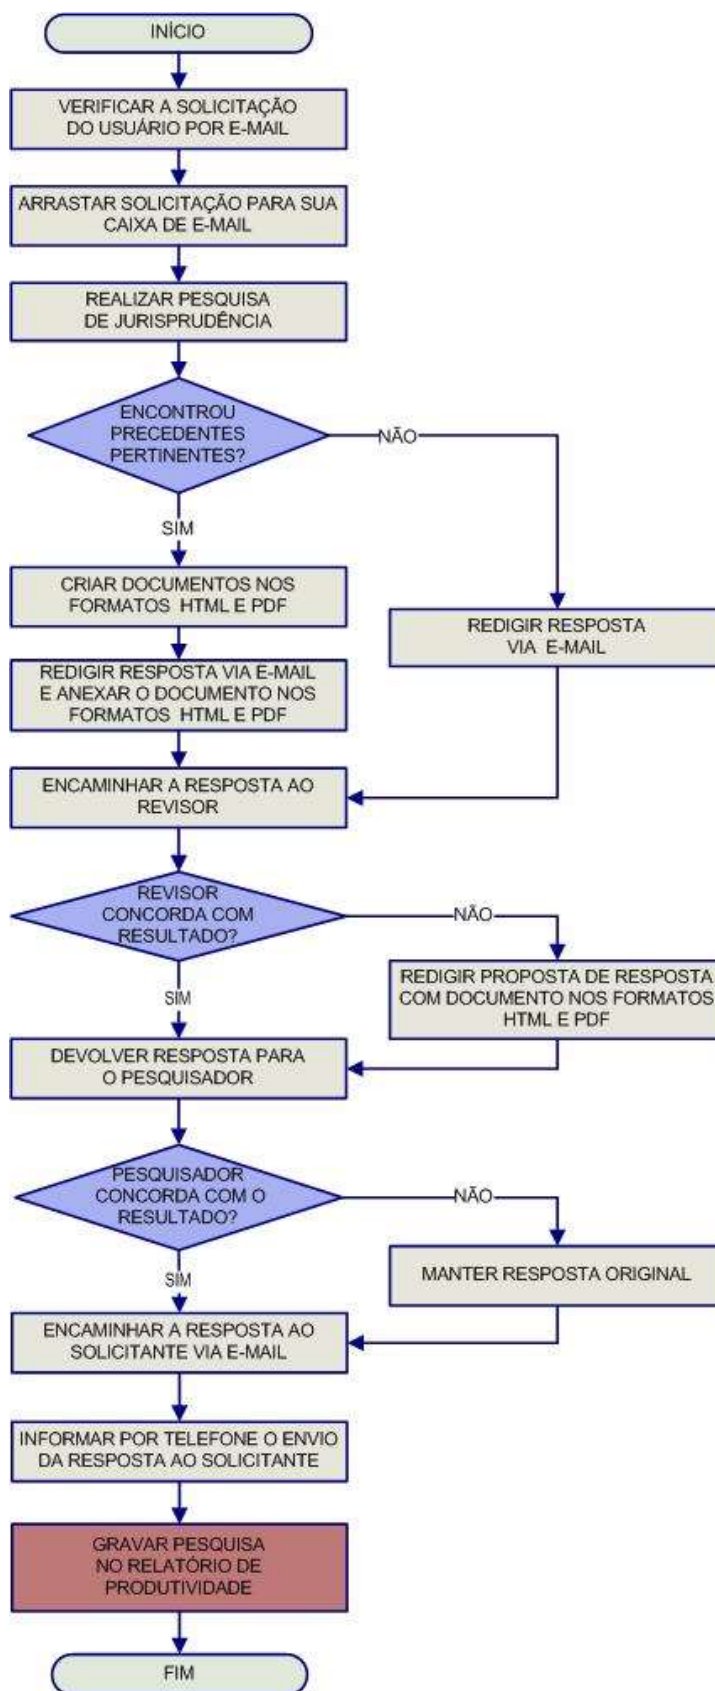 INÍCIO
VERIFICAR A SOLICITAÇÃO
DO USUÁRIO POR E-MAIL
ARRASTAR SOLICITAÇÃO PARA SUA
CAIXA DE E-MAIL
REALIZAR PESQUISA
DE JURISPRUDÊNCIA
ENCONTROU
PRECEDENTES
PERTINENTES?
NÃO
SIM
CRIAR DOCUMENTOS NOS
FORMATOS HTML E PDF
REDIGIR RESPOSTA
VIA E-MAIL
REDIGIR RESPOSTA VIA E-MAIL
E ANEXAR O DOCUMENTO NOS
FORMATOS HTML E PDF
ENCAMINHAR A RESPOSTA AO
REVISOR
REVISOR
CONCORDA COM
RESULTADO?
NÃO
SIM
REDIGIR PROPOSTA DE RESPOSTA
COM DOCUMENTO NOS FORMATOS
HTML E PDF
DEVOLVER RESPOSTA PARA
O PESQUISADOR
PESQUISADOR
CONCORDA COM O
RESULTADO?
NÃO
SIM
MANTER RESPOSTA ORIGINAL
ENCAMINHAR A RESPOSTA AO
SOLICITANTE VIA E-MAIL
INFORMAR POR TELEFONE O ENVIO
DA RESPOSTA AO SOLICITANTE
GRAVAR PESQUISA
NO RELATÓRIO DE
PRODUTIVIDADE
FIM